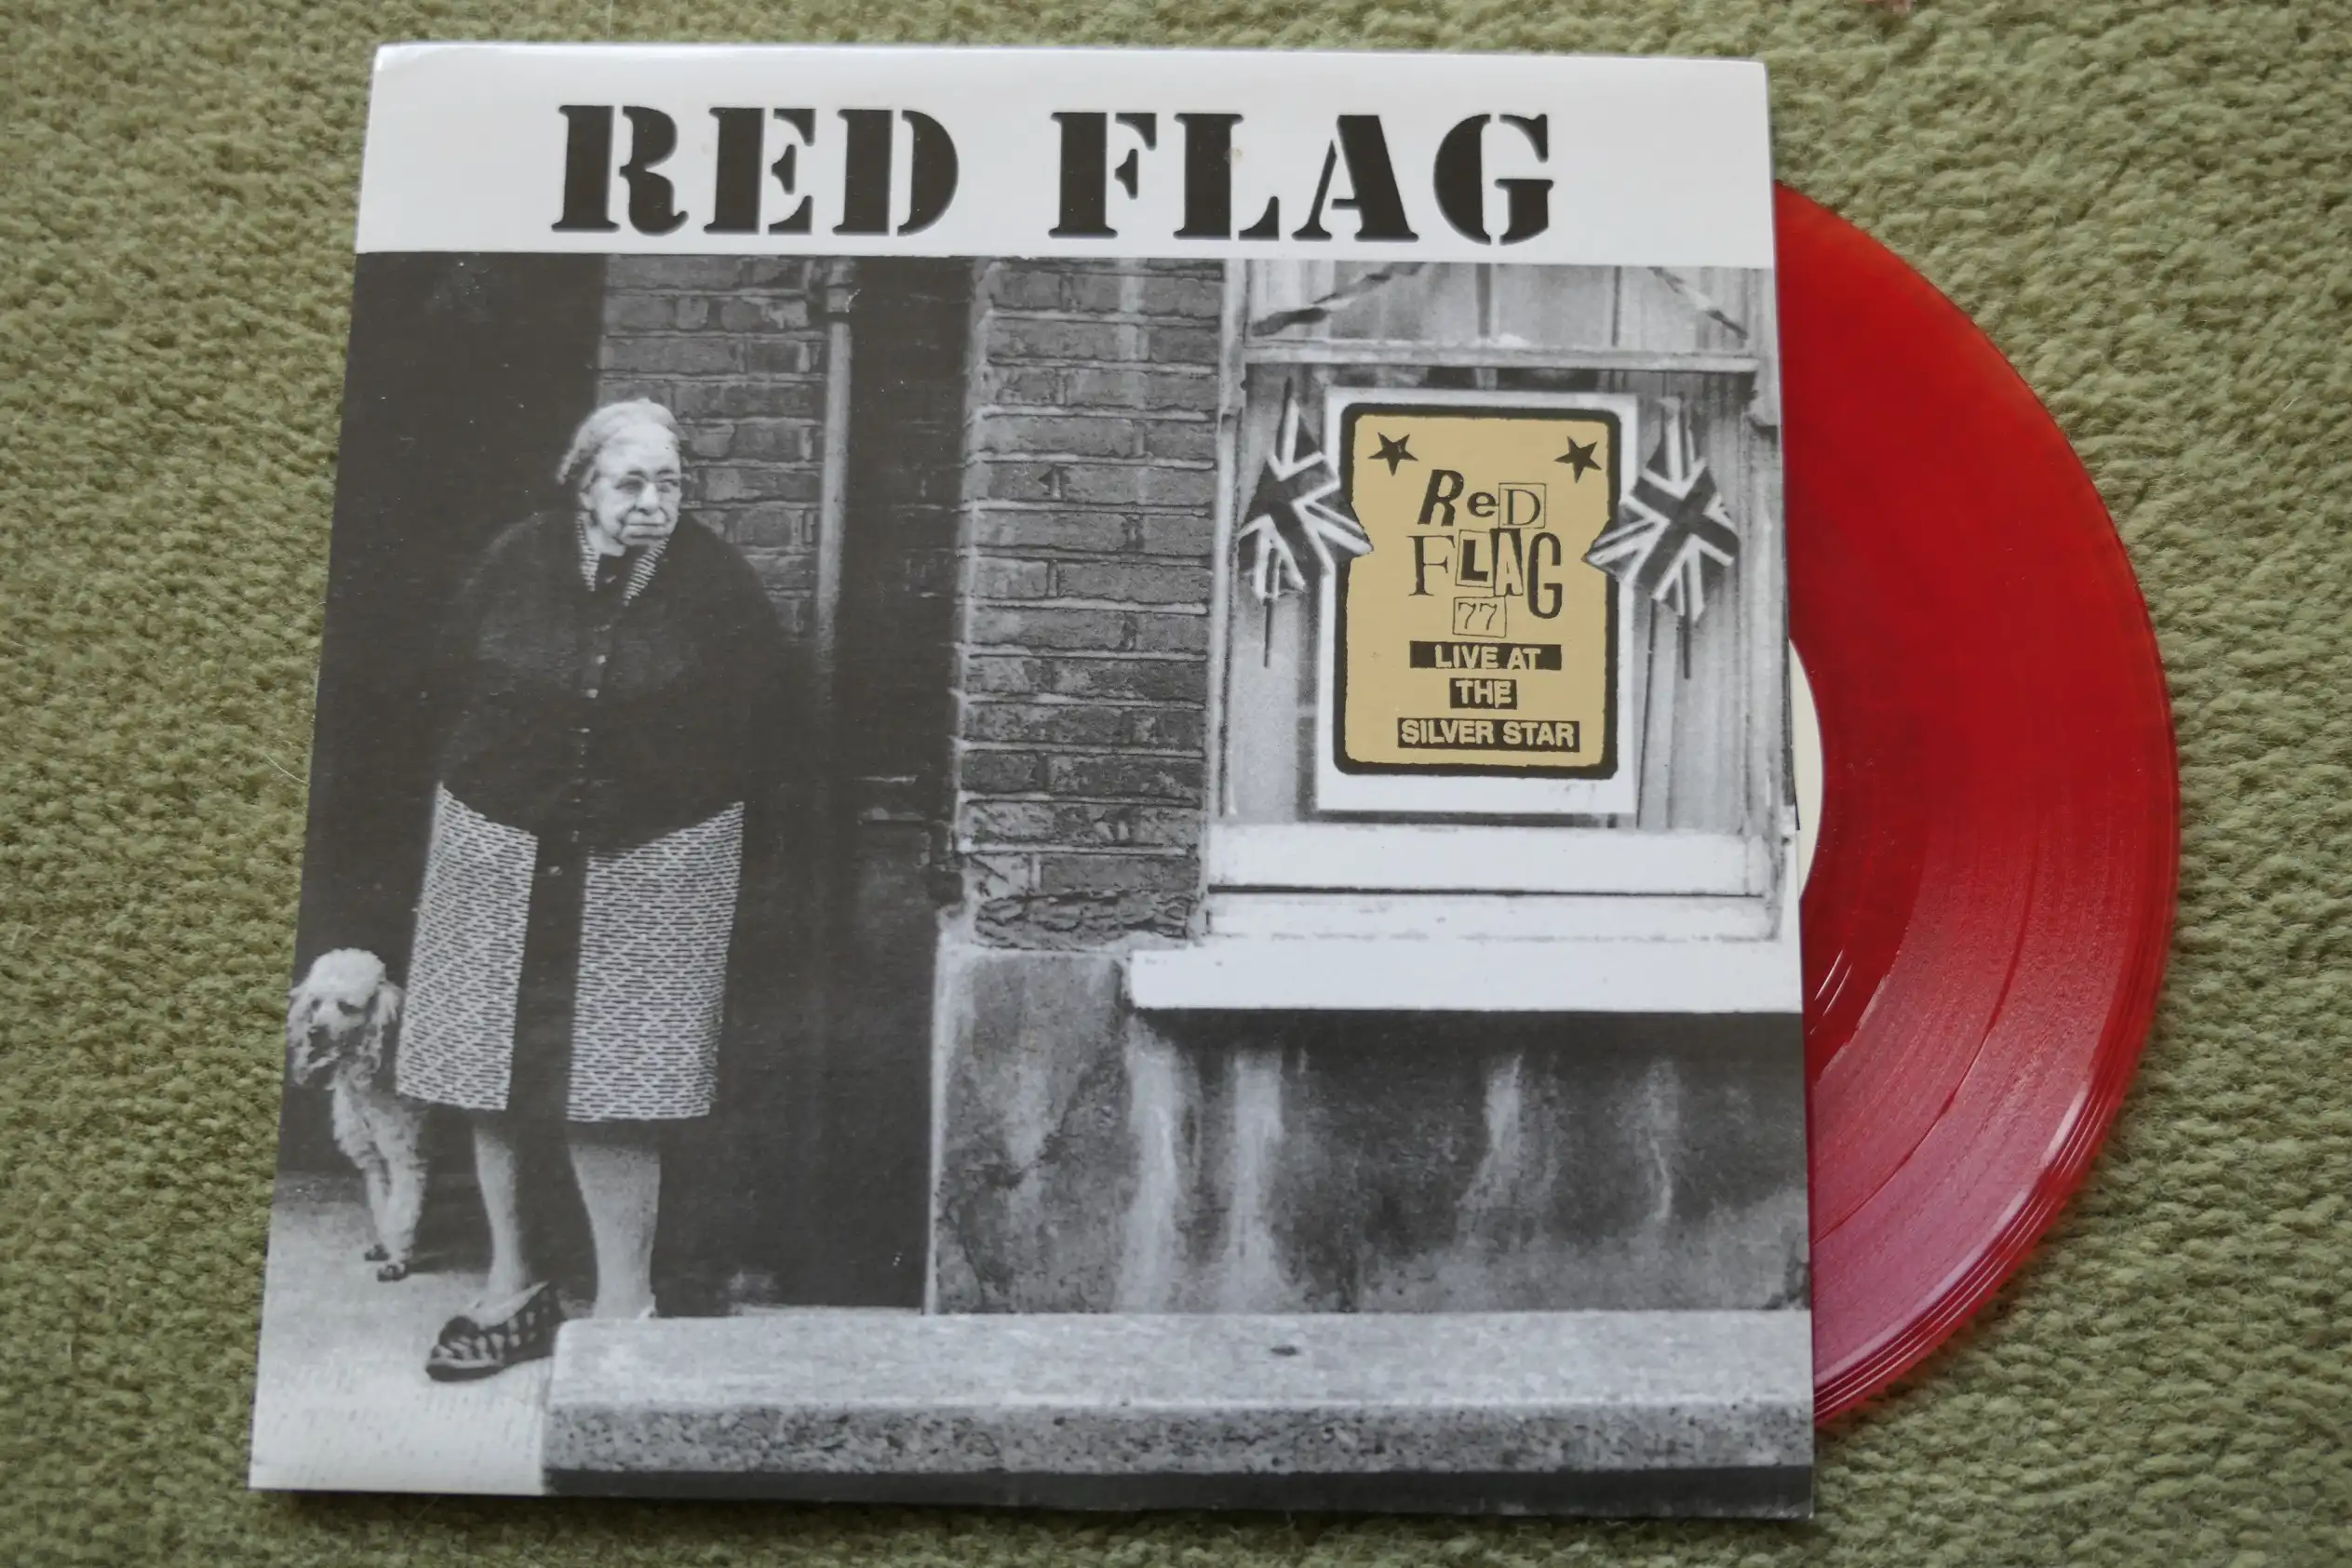 RED FLAG
ReD
FLAG
77
LIVE AT
THE
SILVER STAR